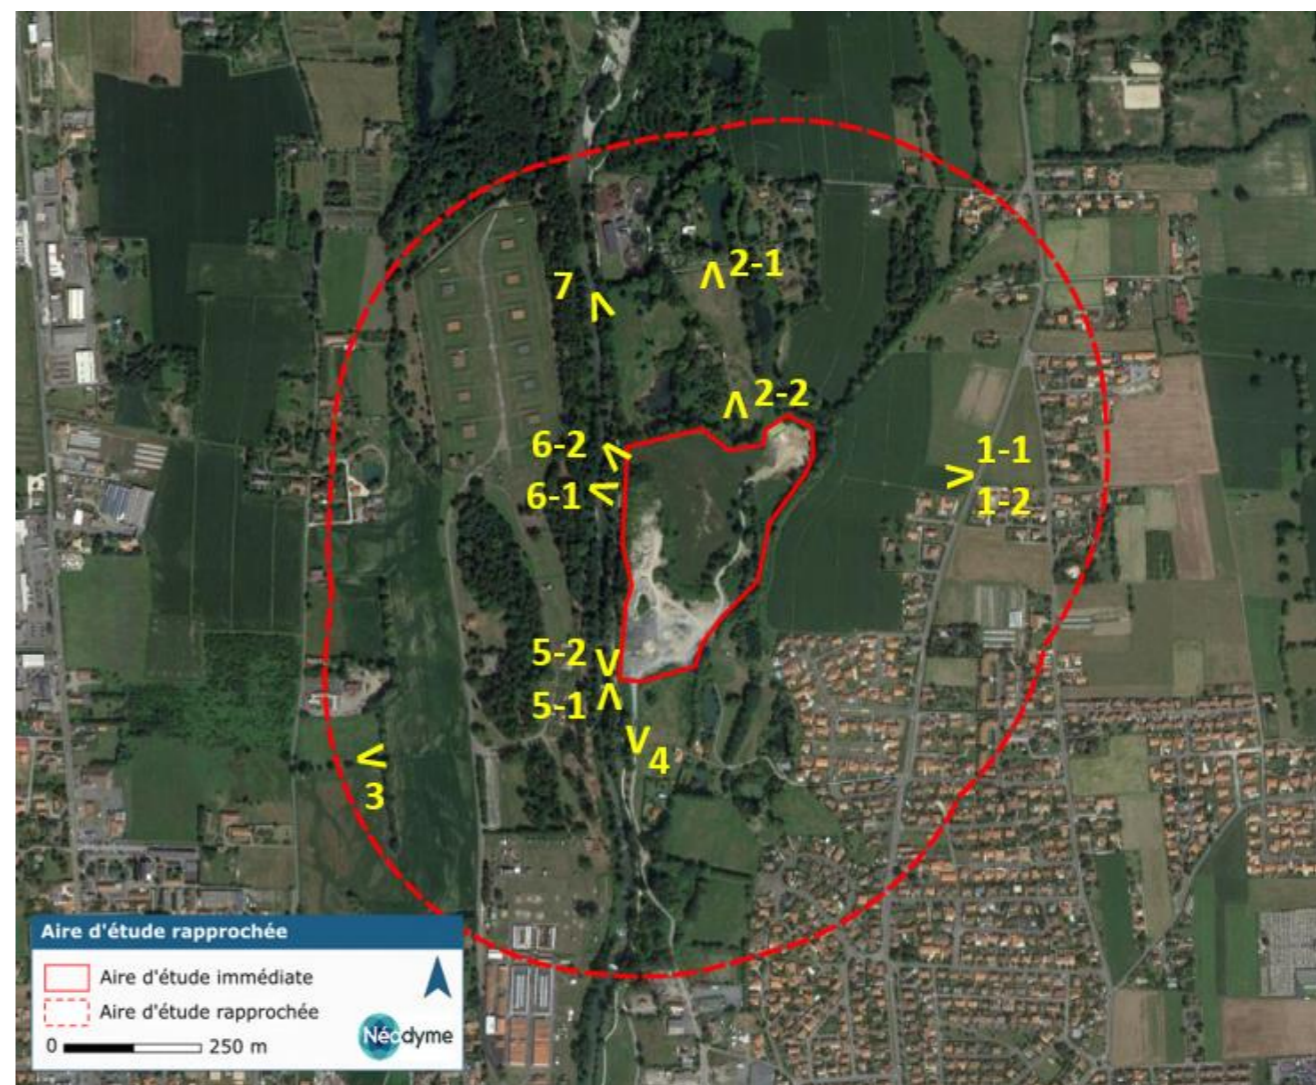 2-1
7
2-2
6-2
6-1
1-1
1-2
5-2
5-1
4
3
Aire d'étude rapprochée
Aire d'étude immédiate
Aire d'étude rapprochée
0 250 m
Néodyme